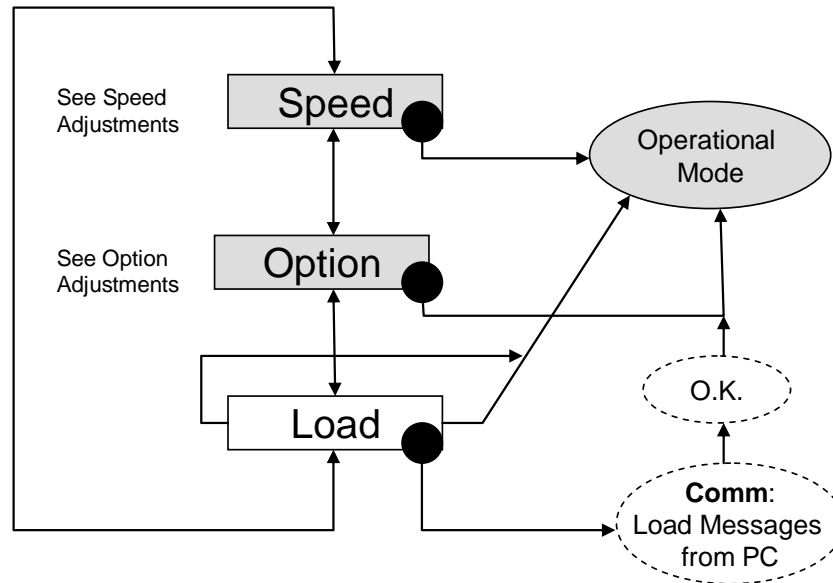 See Speed
Adjustments
Speed
Operational
Mode
See Option
Adjustments
Option
O.K.
Load
Comm:
Load Messages
from PC